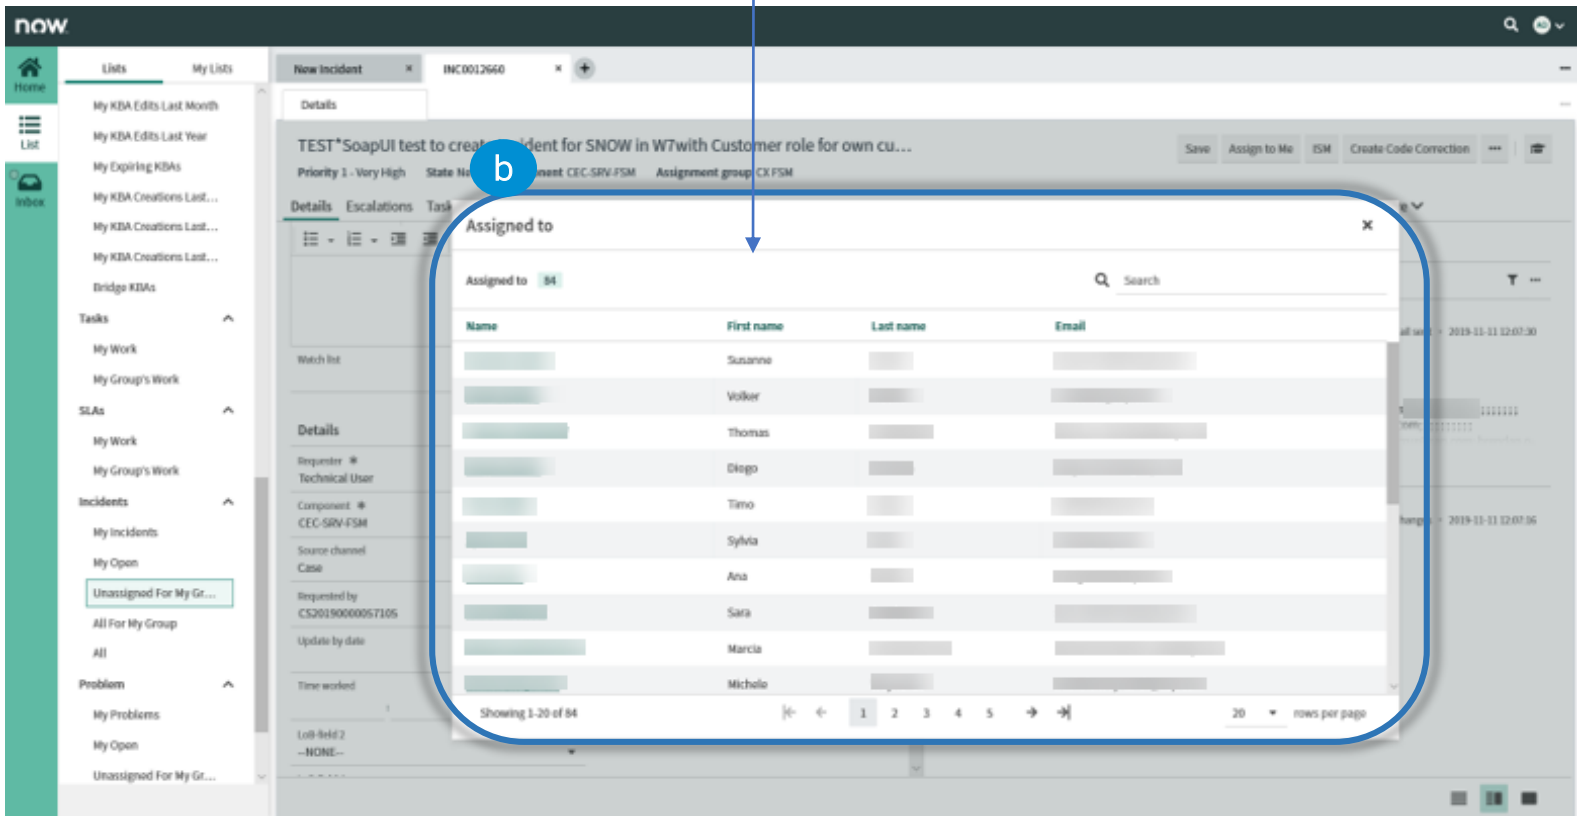 now
Home
List
Inbox
Lists
My Lists
My KBA Edits Last Month
My KBA Edits Last Year
My Expiring KBAs
My KBA Creations Last...
My KBA Creations Last...
My KBA Creations Last...
Bridge KBAs
Tasks
My Work
My Group's Work
SLAs
My Work
My Group's Work
Incidents
My Incidents
My Open
Unassigned For My Gr...
All For My Group
All
Problem
My Problems
My Open
Unassigned For My Gr...
New Incident
INC0012660
Details
TEST*SoapUI test to create dent for SNOW in W7with Customer role for own cu...
Priority 1 - Very High State CEC-SRV-FSM Assignment group CX FSM
Save
Assign to Me
ISM
Create Code Correction
b
Details
Escalations
Task
Watch list
Details
Requester *
Technical User
Component *
CEC-SRV-FSM
Source channel
Case
Requested by
CS20190000057105
Update by date
Time worked
LoB-field 2
--NONE--
Assigned to
Assigned to 84
Search
Name First name Last name Email
Susanne
Volker
Thomas
Diogo
Timo
Sylvia
Ana
Sara
Marcia
Michele
Showing 1-20 of 84
1 2 3 4 5
20 rows per page
2019-11-11 12:07:30
2019-11-11 12:07:16